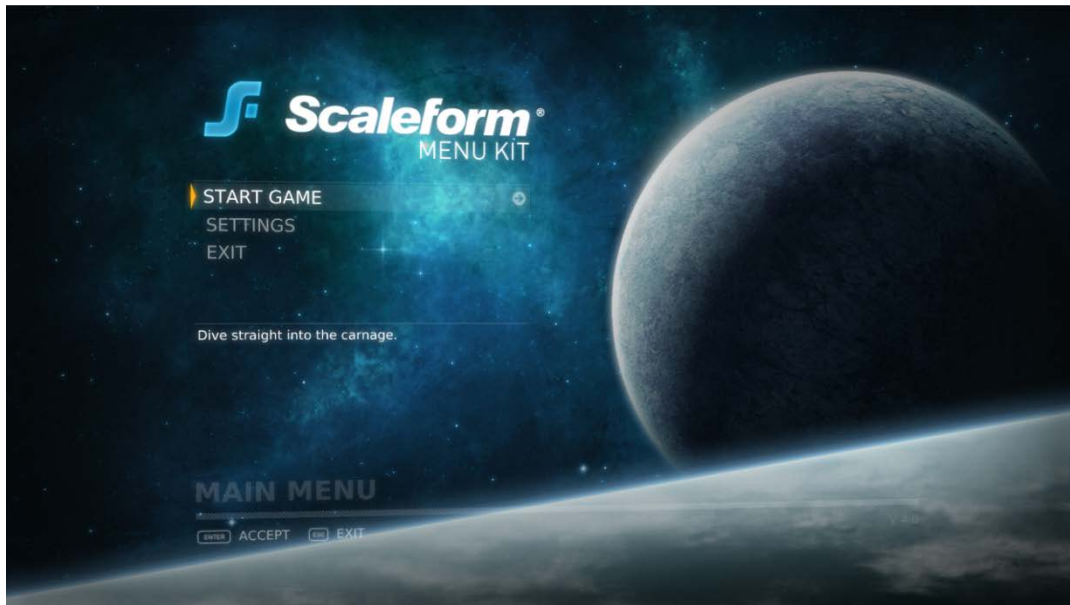 Scaleform®
MENU KIT
START GAME
SETTINGS
EXIT
Dive straight into the carnage.
MAIN MENU
ENTER ACCEPT ESC EXIT